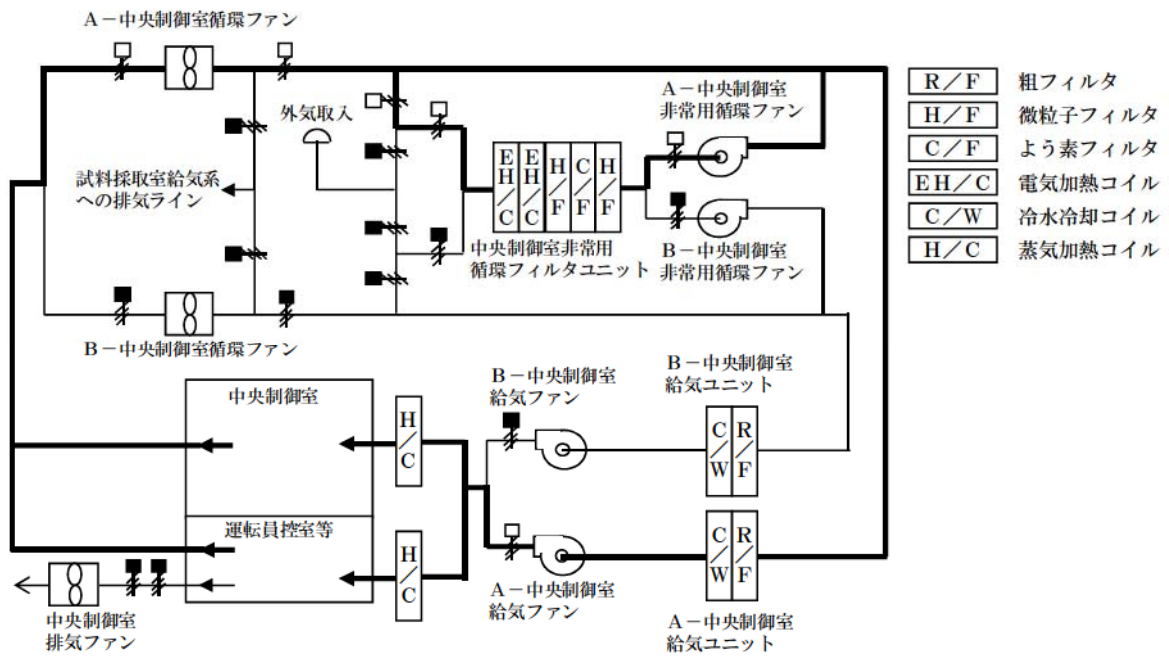 A－中央制御室循環ファン
外気取入
試料採取室給気系
への排気ライン
A－中央制御室
非常用循環ファン
EH/C
EH/C
H/F
C/F
H/F
中央制御室非常用
循環フィルタユニット
B－中央制御室
非常用循環ファン
B－中央制御室循環ファン
R／F 粗フィルタ
H／F 微粒子フィルタ
C／F よう素フィルタ
EH／C 電気加熱コイル
C／W 冷水冷却コイル
H／C 蒸気加熱コイル
中央制御室
H/C
B－中央制御室
給気ファン
B－中央制御室
給気ユニット
C/W
R/F
運転員控室等
H/C
A－中央制御室
給気ファン
C/W
R/F
A－中央制御室
給気ユニット
中央制御室
排気ファン